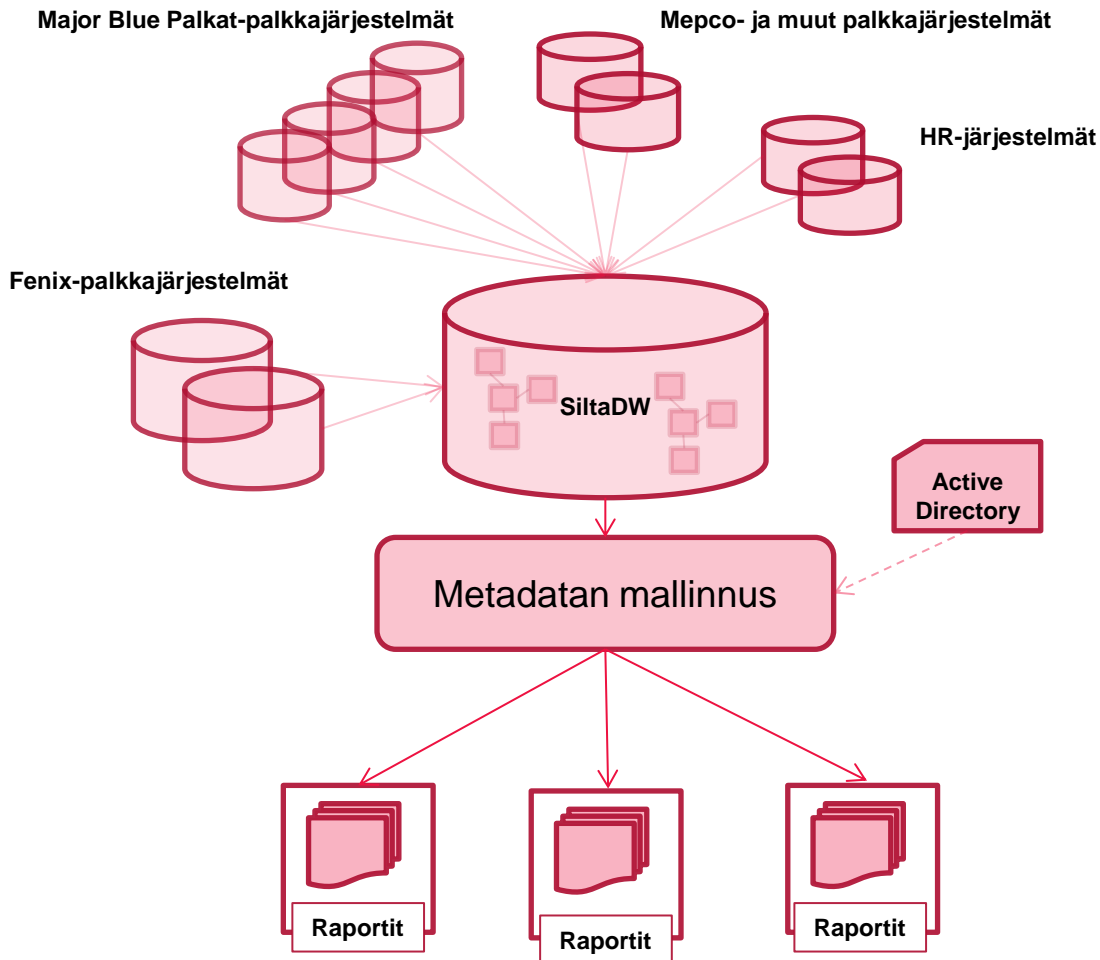 Major Blue Palkat-palkkajärjestelmät
Mepco- ja muut palkkajärjestelmät
HR-järjestelmät
Fenix-palkkajärjestelmät
SiltaDW
Active
Directory
Metadatan mallinnus
Raportit
Raportit
Raportit